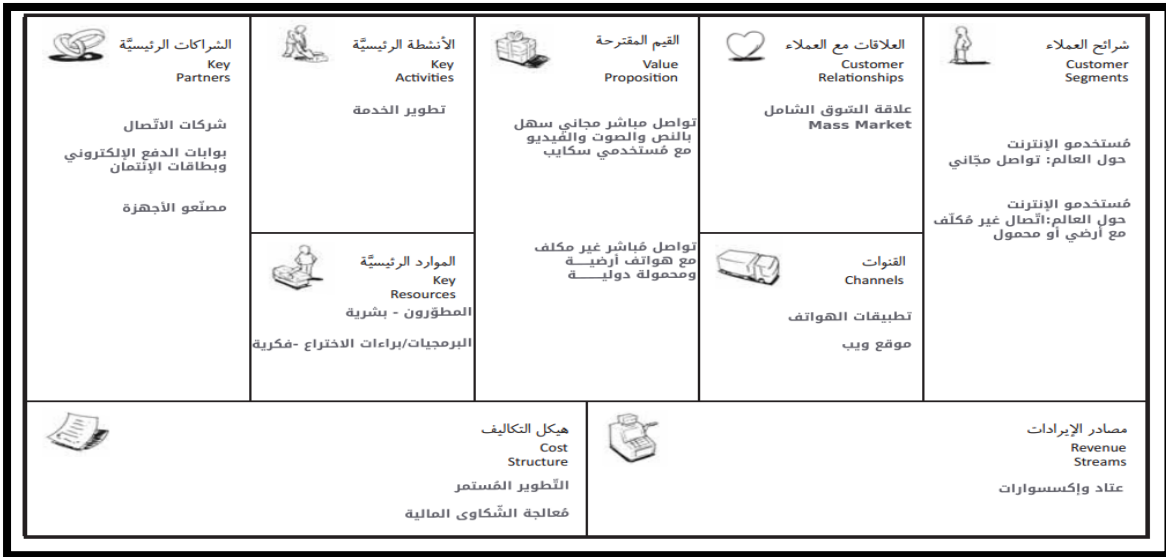 شرائح العملاء
Customer
Segments
مُستخدمو الإنترنت
حول العالم: تواصل مجّاني
مُستخدمو الإنترنت
حول العالم:اتّصال غير مُكلّف
مع أرضي أو محمول
العلاقات مع العملاء
Customer
Relationships
علاقة السّوق الشامل
Mass Market
القنوات
Channels
تطبيقات الهواتف
موقع ويب
القيم المقترحة
Value
Proposition
تواصل مباشر مجاني سهل
بالنص والصوت والفيديو
مع مُستخدمي سكايب
تواصل مُباشر غير مكلف
مع هواتف أرضيـــة
ومحمولة دوليـــــة
الأنشطة الرئيسيَّة
Key
Activities
تطوير الخدمة
الموارد الرئيسيَّة
Key
Resources
المطوّرون - بشرية
البرمجيات/براءات الاختراع -فكرية
الشراكات الرئيسيَّة
Key
Partners
شركات الاتّصال
بوابات الدفع الإلكتروني
وبطاقات الإئتمان
مصنّعو الأجهزة
مصادر الإيرادات
Revenue
Streams
عتاد وإكسسوارات
هيكل التكاليف
Cost
Structure
التّطوير المُستمر
مُعالجة الشّكاوى المالية